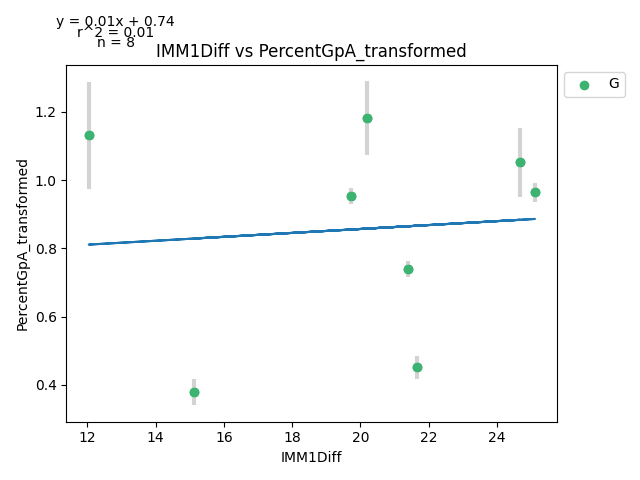 y = 0.01x + 0.74
r^2 = 0.01
n = 8
IMM1Diff vs PercentGpA_transformed
G
PercentGpA_transformed
1.2
1.0
0.8
0.6
0.4
12 14 16 18 20 22 24
IMM1Diff